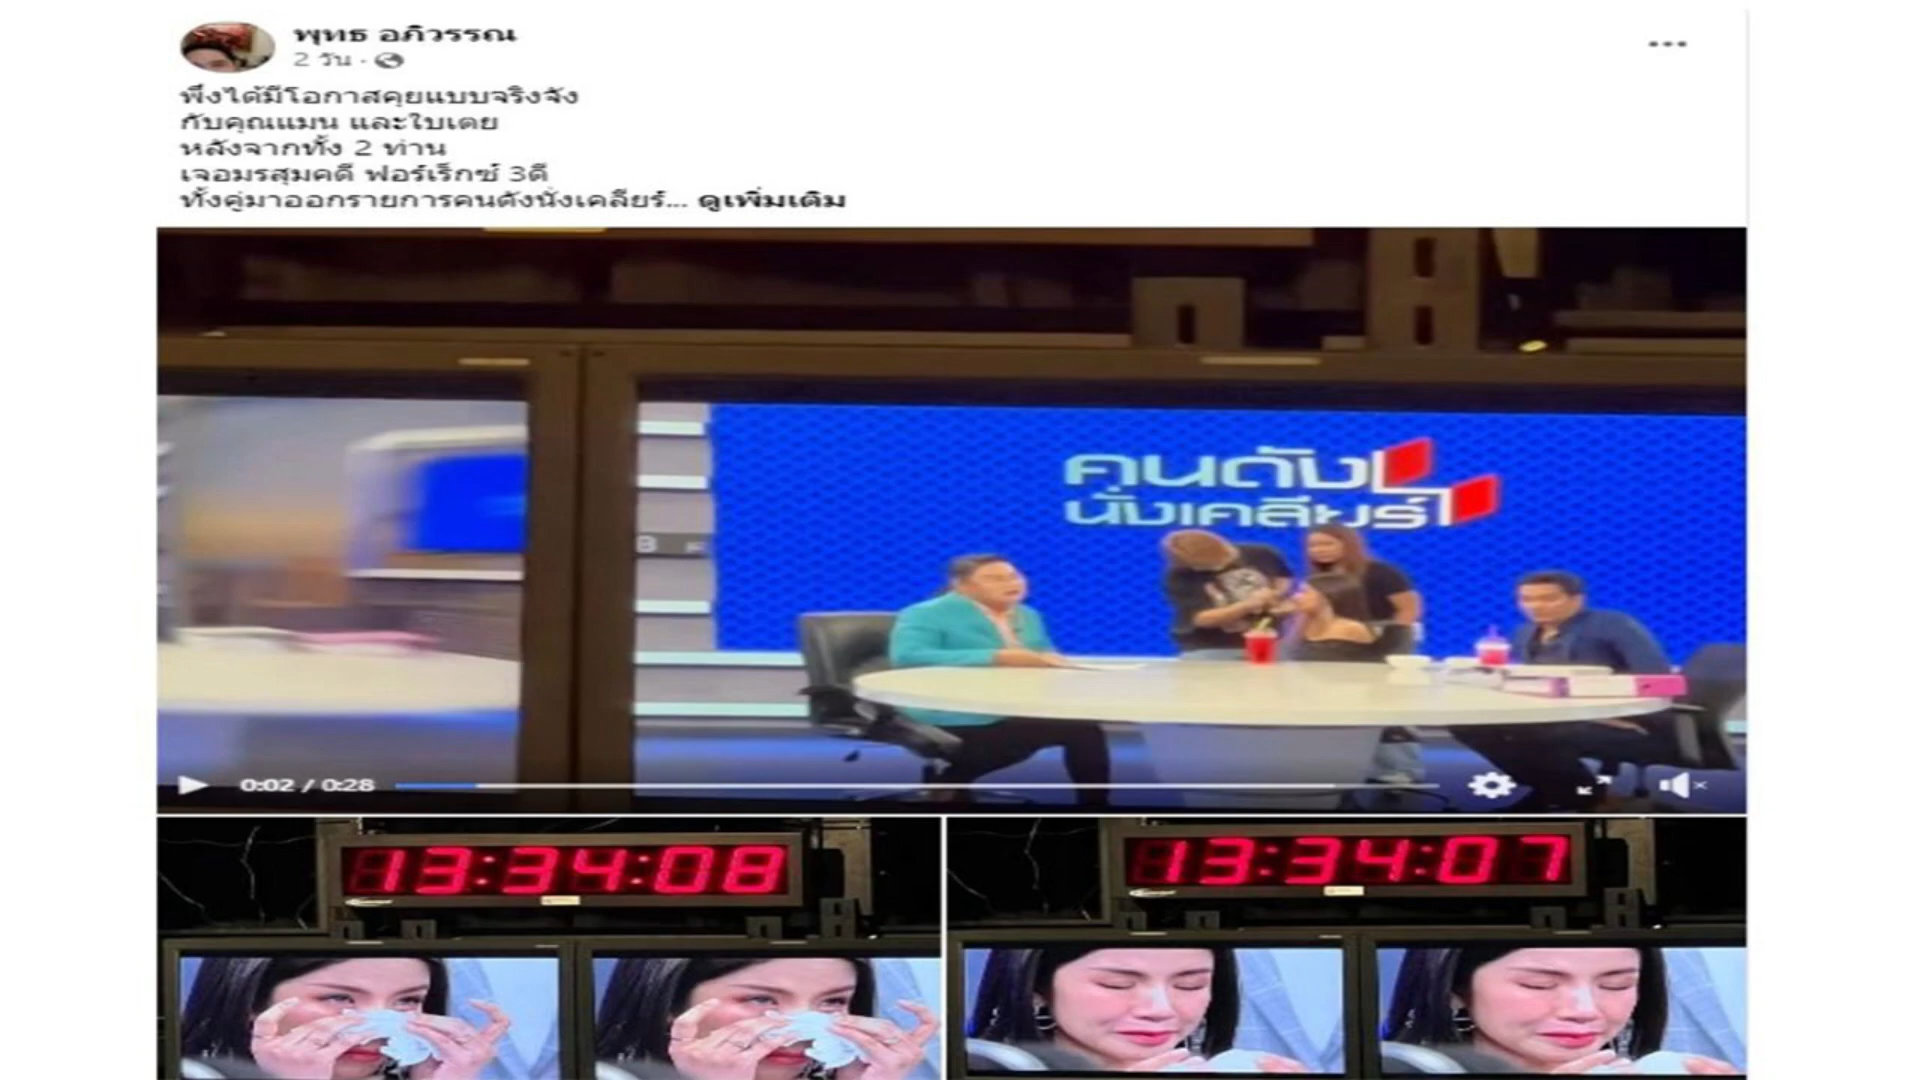 พุทธ อภิวรรณ
2 วัน ·
พึ่งได้มีโอกาสคุยแบบจริงจัง
กับคุณแมน และใบเตย
หลังจากทั้ง 2 ท่าน
เจอมรสุมคดี ฟอร์เร็กซ์ 3ดี
ทั้งคู่มาออกรายการคนดังนั่งเคลียร์... ดูเพิ่มเติม
คนดัง
นั่งเคลียร์
0:02 / 0:28
13:34:08
13:34:07